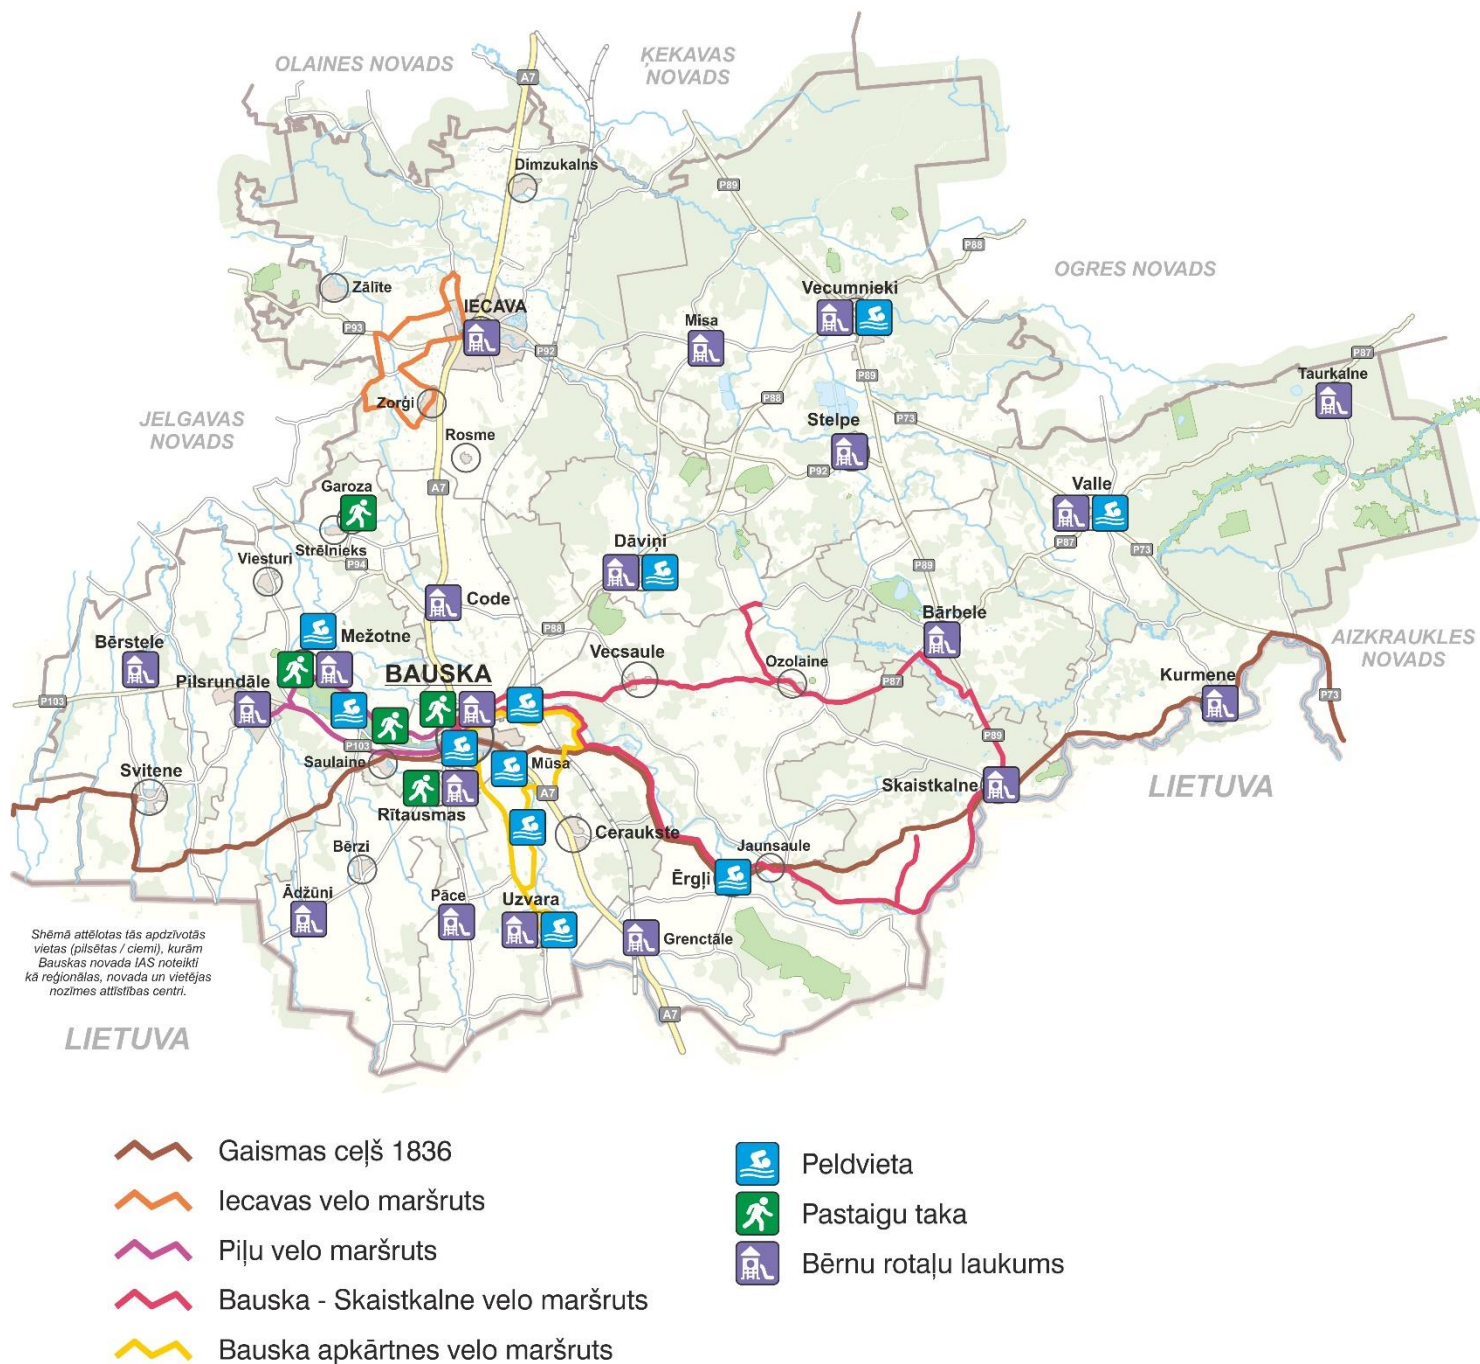 OLAINES NOVADS
ĶEKAVAS
NOVADS
A7
Dimzukalns
P89
P88
OGRES NOVADS
Zālīte
IECAVA
Vecumnieki
P93
Misa
P92
P89
P87
Taurkalne
P88
Zorģi
JELGAVAS
NOVADS
Stelpe
P73
Rosme
P92
A7
Garoza
Valle
Strēlnieks
Dāviņi
P87
P73
Viesturi
P94
P89
Code
Bērstele
Mežotne
P88
Bārbele
AIZKRAUKLES
NOVADS
Vecsaule
Ozolaine
BAUSKA
P87
Kurmene
Pilsrundāle
P103
P73
P103
P89
Saulaine
Mūsa
Svitene
A7
Skaistkalne
LIETUVA
Rītausmas
Ceraukste
Bērzi
Jaunsaule
Ērgļi
Ādžūni
Pāce
Uzvara
Grenctāle
Shēmā attēlotas tās apdzīvotās
vietas (pilsētas / ciemi), kurām
Bauskas novada IAS noteikti
kā reģionālas, novada un vietējas
nozīmes attīstības centri.
A7
LIETUVA
Gaismas ceļš 1836
Iecavas velo maršruts
Piļu velo maršruts
Bauska - Skaistkalne velo maršruts
Bauska apkārtnes velo maršruts
Peldvieta
Pastaigu taka
Bērnu rotaļu laukums